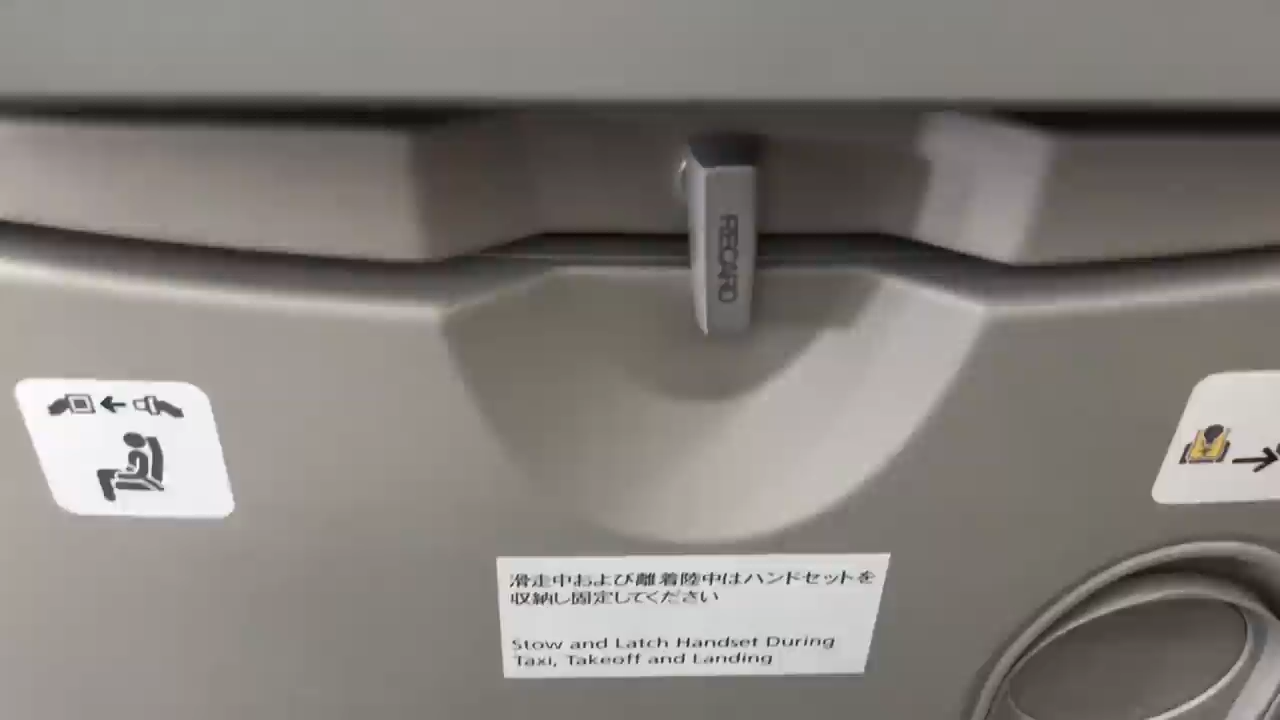 RECARO
滑走中および離着陸中はハンドセットを
収納し固定してください
Stow and Latch Handset During
Taxi, Takeoff and Landing